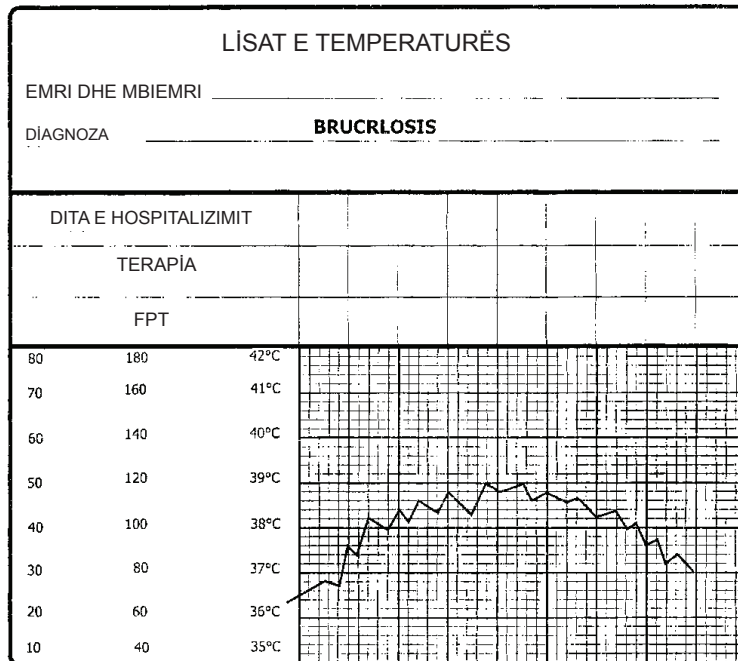 LİSAT E TEMPERATURËS
EMRI DHE MBIEMRI
DİAGNOZA BRUCRLOSIS
DITA E HOSPITALIZIMIT
TERAPİA
FPT
80 180 42°C
70 160 41°C
60 140 40°C
50 120 39°C
40 100 38°C
30 80 37°C
20 60 36°C
10 40 35°C